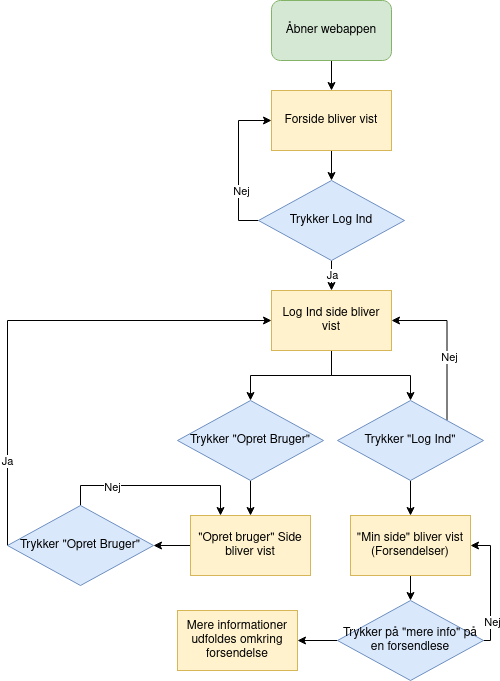 Åbner webappen
Forside bliver vist
Nej
Trykker Log Ind
Ja
Log Ind side bliver
vist
Nej
Trykker "Opret Bruger"
Trykker "Log Ind"
Ja
Nej
Trykker "Opret Bruger"
"Opret bruger" Side
bliver vist
"Min side" bliver vist
(Forsendelser)
Mere informationer
udfoldes omkring
forsendelse
Trykker på "mere info" på
en forsendlese
Nej